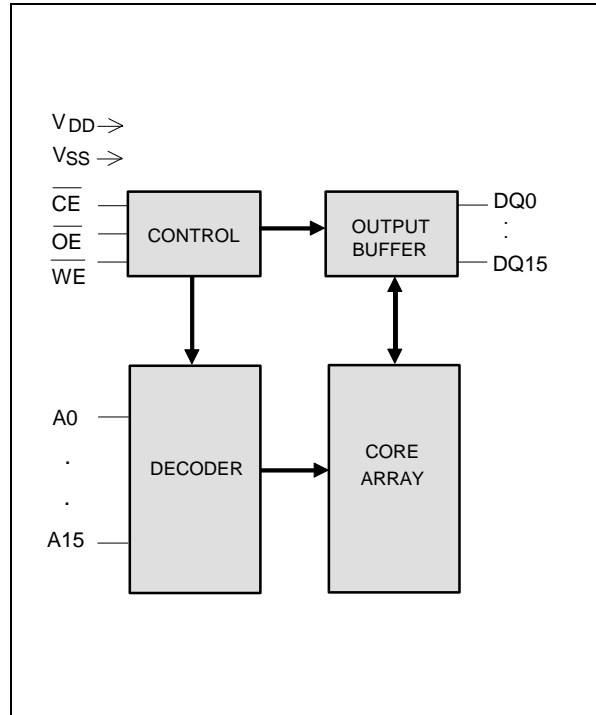 VDD
VSS
CE
OE
WE
CONTROL
OUTPUT
BUFFER
DQ0
:
DQ15
A0
.
.
A15
DECODER
CORE
ARRAY